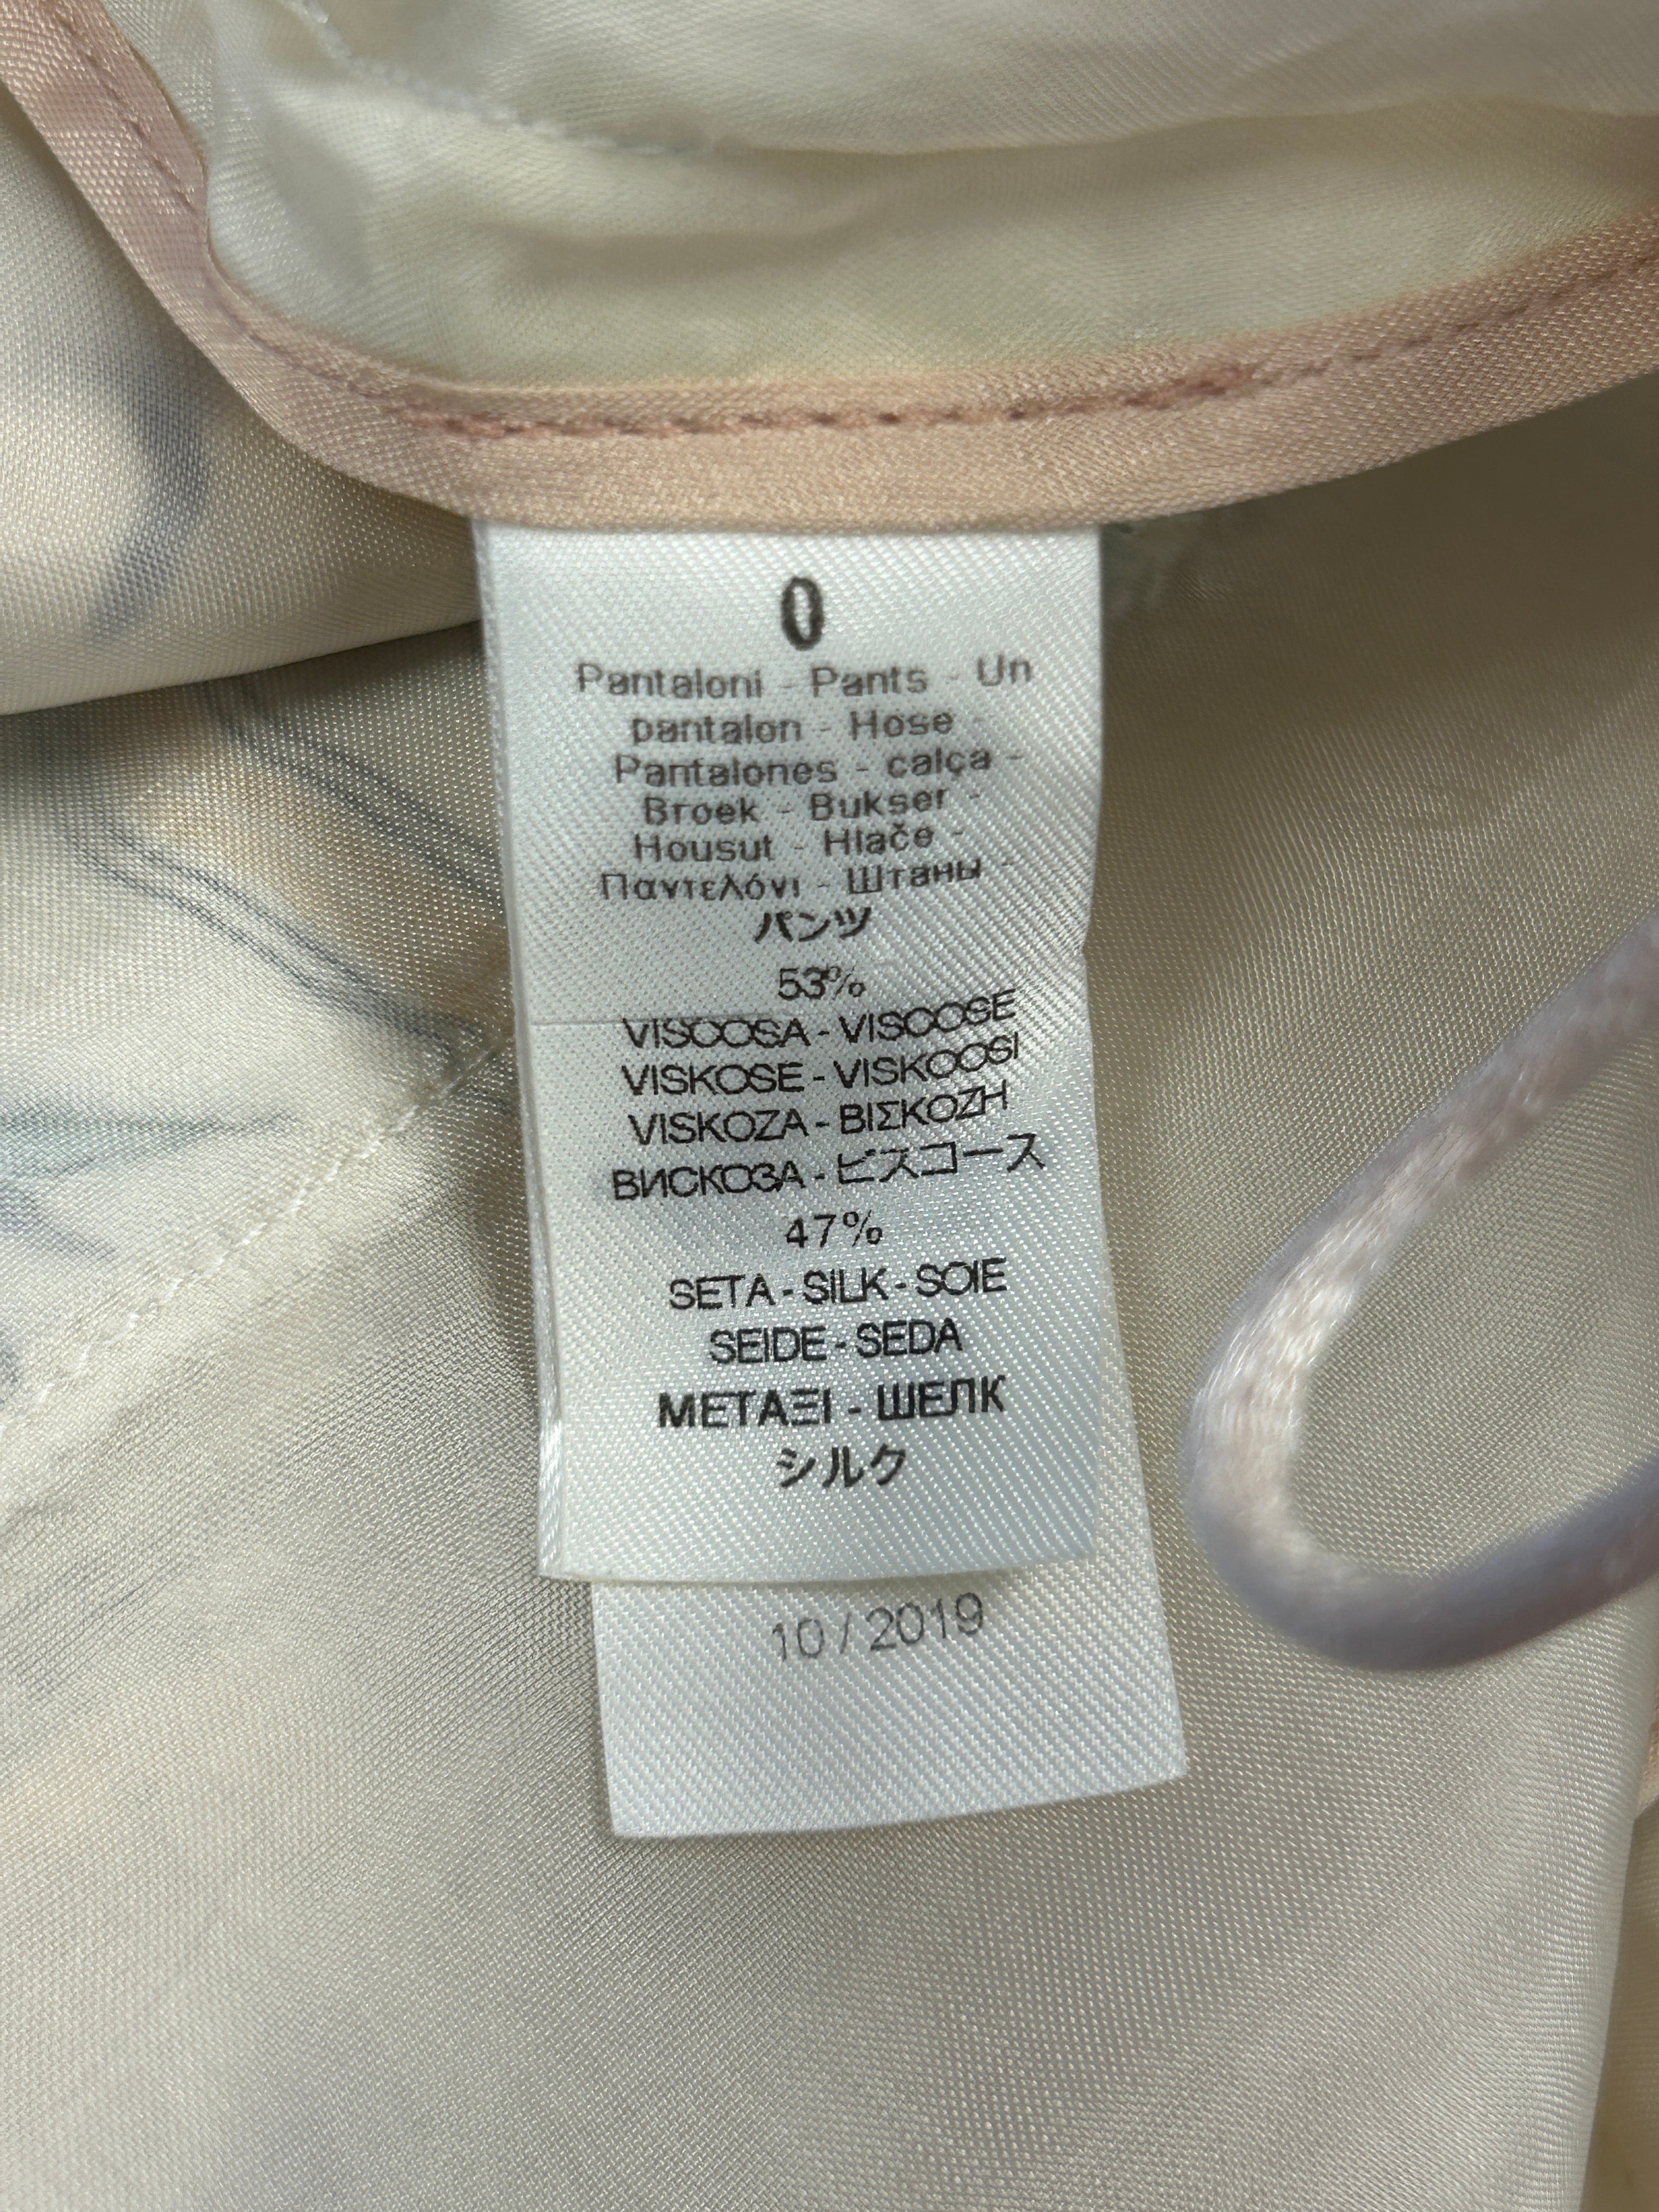 0
Pantaloni - Pants - Un
pantalon - Hose -
Pantalones - calça -
Broek - Bukser -
Housut - Hlače -
Παντελόνι - Штаны -
パンツ
53%
VISCOSA - VISCOSE
VISKOSE - VISKOOSI
VISKOZA - ΒΙΣΚΟΖΗ
ВИСКОЗА - ビスコース
47%
SETA - SILK - SOIE
SEIDE - SEDA
ΜΕΤΑΞΙ - ШЕЛК
シルク
10 / 2019